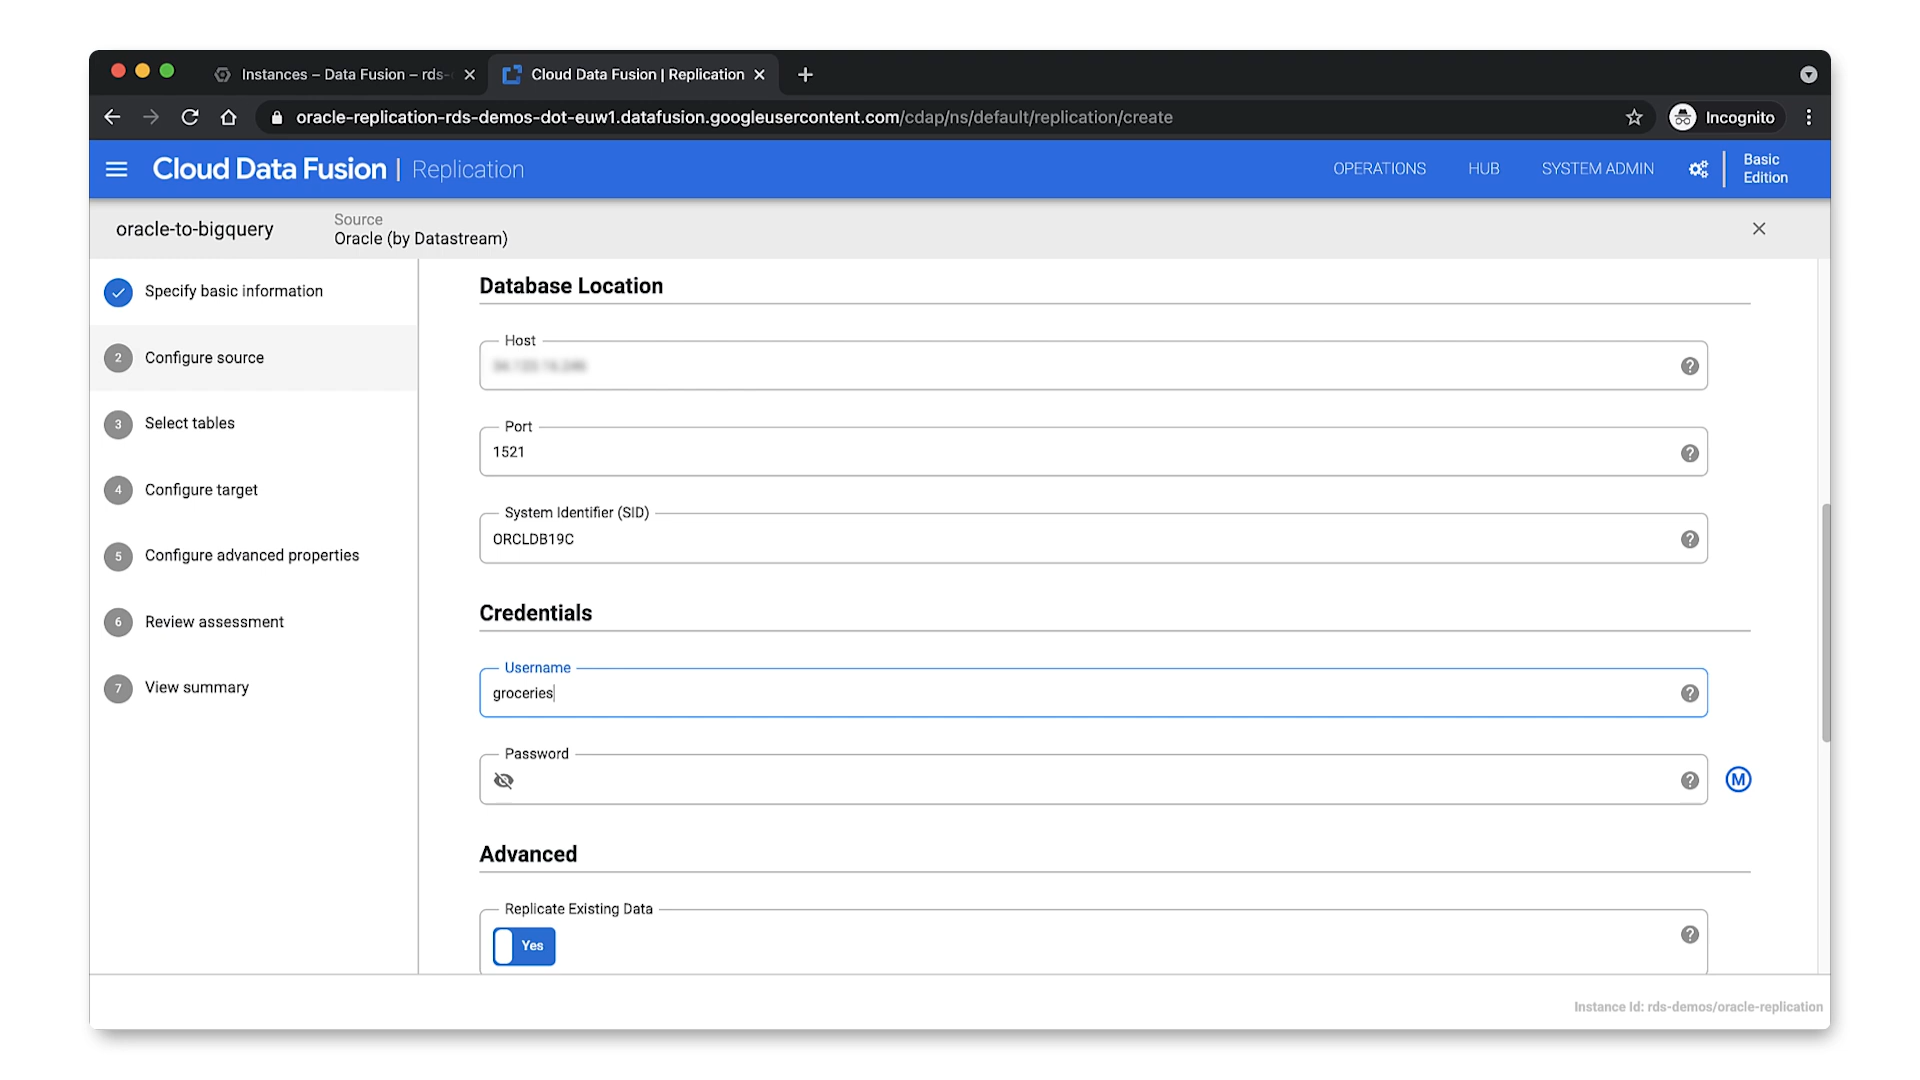 Instances – Data Fusion – rds-
Cloud Data Fusion | Replication
oracle-replication-rds-demos-dot-euw1.datafusion.googleusercontent.com/cdap/ns/default/replication/create
Incognito
Cloud Data Fusion | Replication
OPERATIONS
HUB
SYSTEM ADMIN
Basic
Edition
oracle-to-bigquery
Source
Oracle (by Datastream)
Specify basic information
2 Configure source
3 Select tables
4 Configure target
5 Configure advanced properties
6 Review assessment
7 View summary
Database Location
Host
Port
1521
System Identifier (SID)
ORCLDB19C
Credentials
Username
groceries
Password
M
Advanced
Replicate Existing Data
Yes
Instance Id: rds-demos/oracle-replication